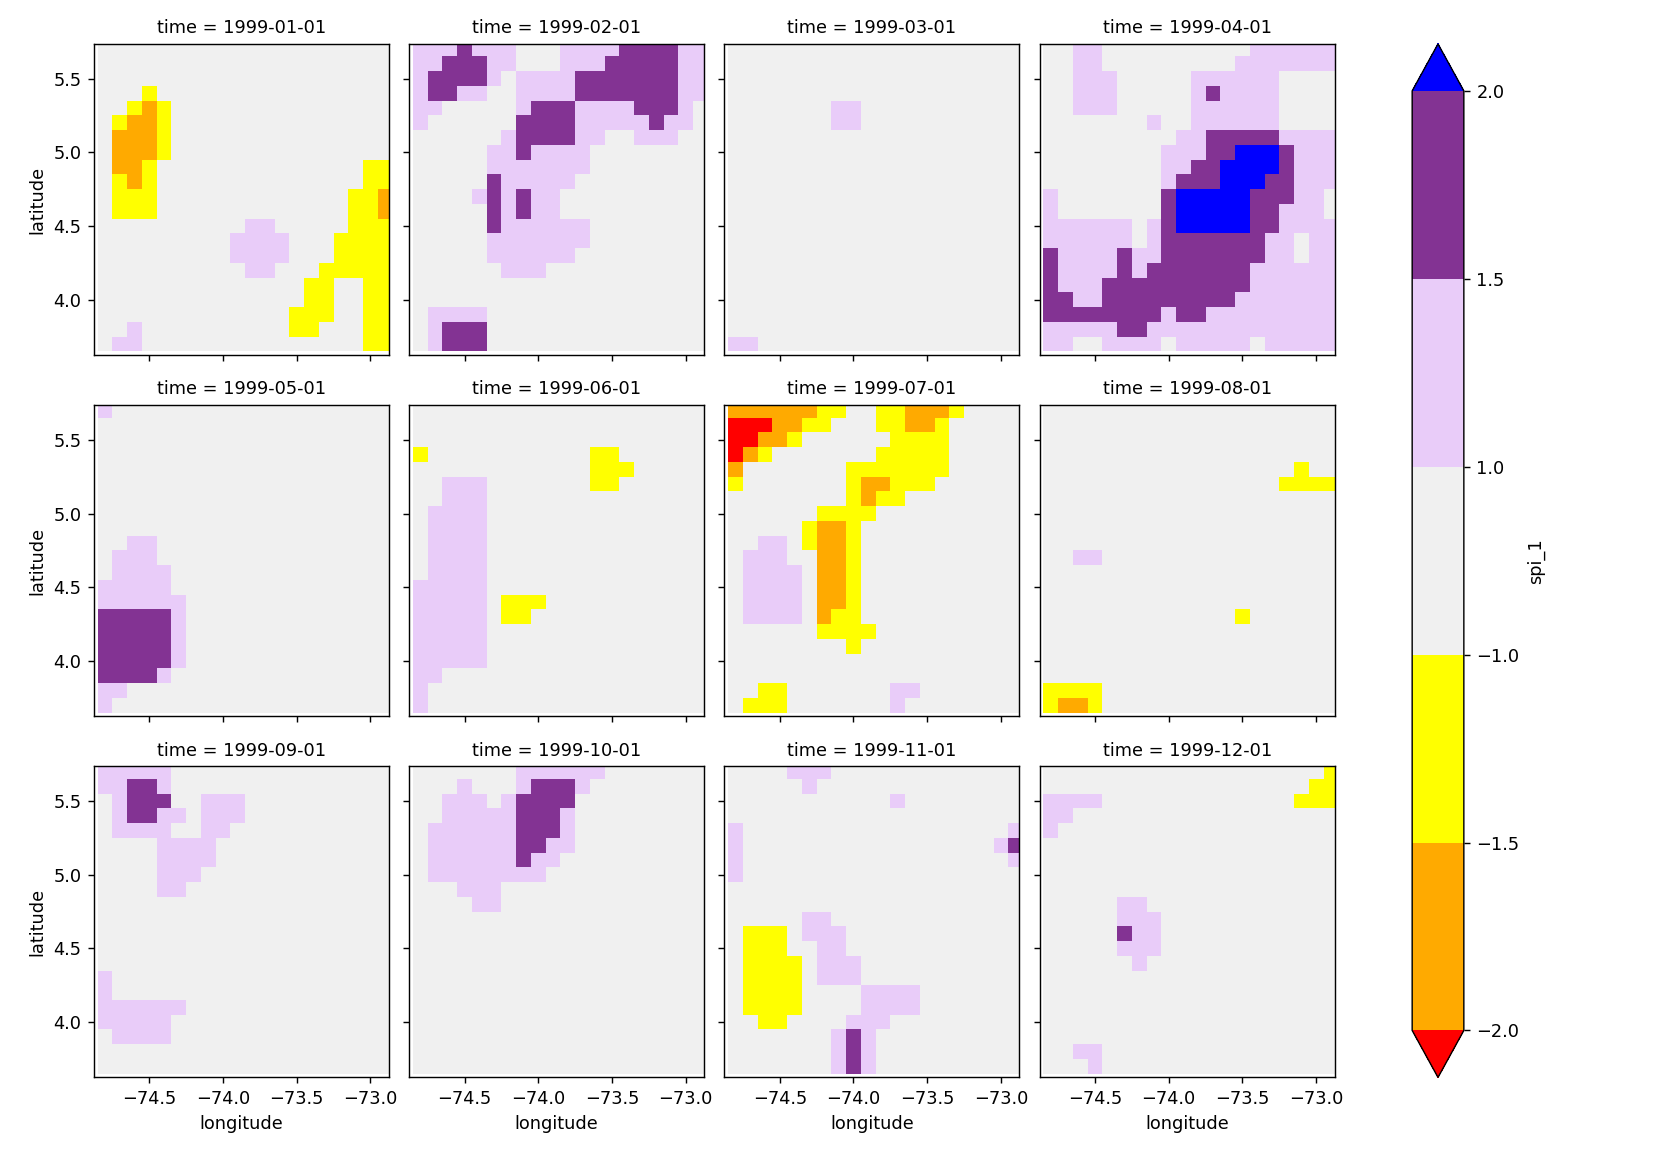 time = 1999-01-01
time = 1999-02-01
time = 1999-03-01
time = 1999-04-01
5.5
5.0
4.5
4.0
latitude
time = 1999-05-01
time = 1999-06-01
time = 1999-07-01
time = 1999-08-01
5.5
5.0
4.5
4.0
latitude
time = 1999-09-01
time = 1999-10-01
time = 1999-11-01
time = 1999-12-01
5.5
5.0
4.5
4.0
latitude
−74.5 −74.0 −73.5 −73.0
longitude
−74.5 −74.0 −73.5 −73.0
longitude
−74.5 −74.0 −73.5 −73.0
longitude
−74.5 −74.0 −73.5 −73.0
longitude
2.0
1.5
1.0
−1.0
−1.5
−2.0
spi_1